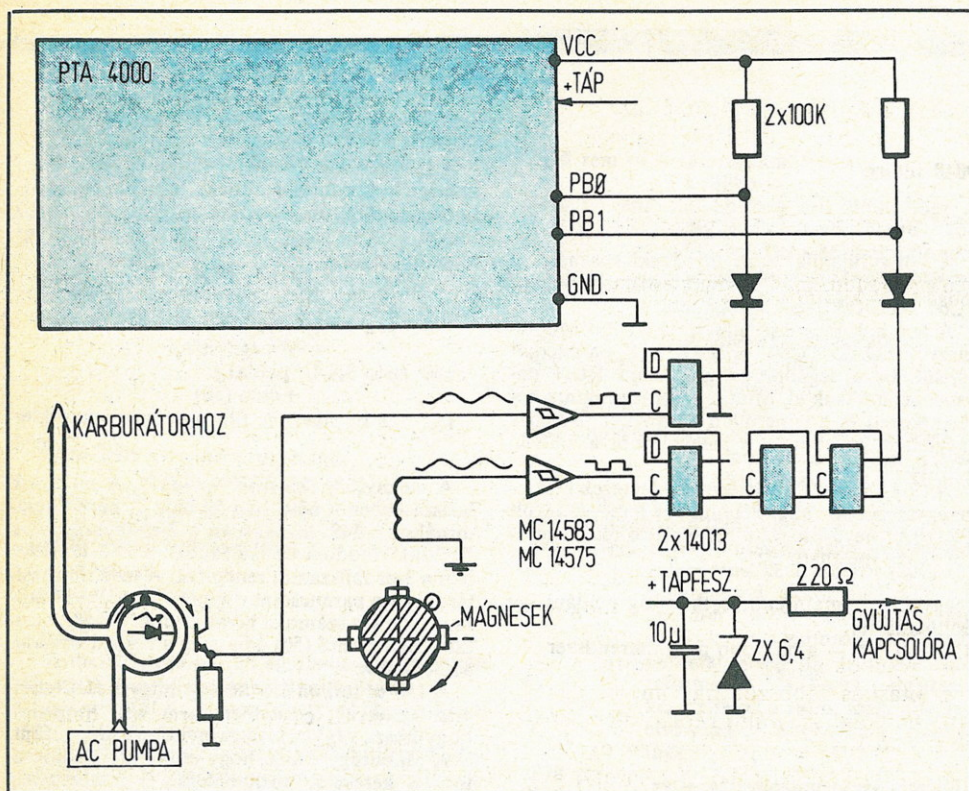 PTA 4000
VCC
+TÁP
2x100K
PBØ
PB1
GND.
D
C
KARBURÁTORHOZ
D
C
C
C
MC 14583
MC 14575
2x14013
+TÁPFESZ.
220 Ω
GYÚJTÁS
KAPCSOLÓRA
10µ
ZX 6,4
MÁGNESEK
AC PUMPA